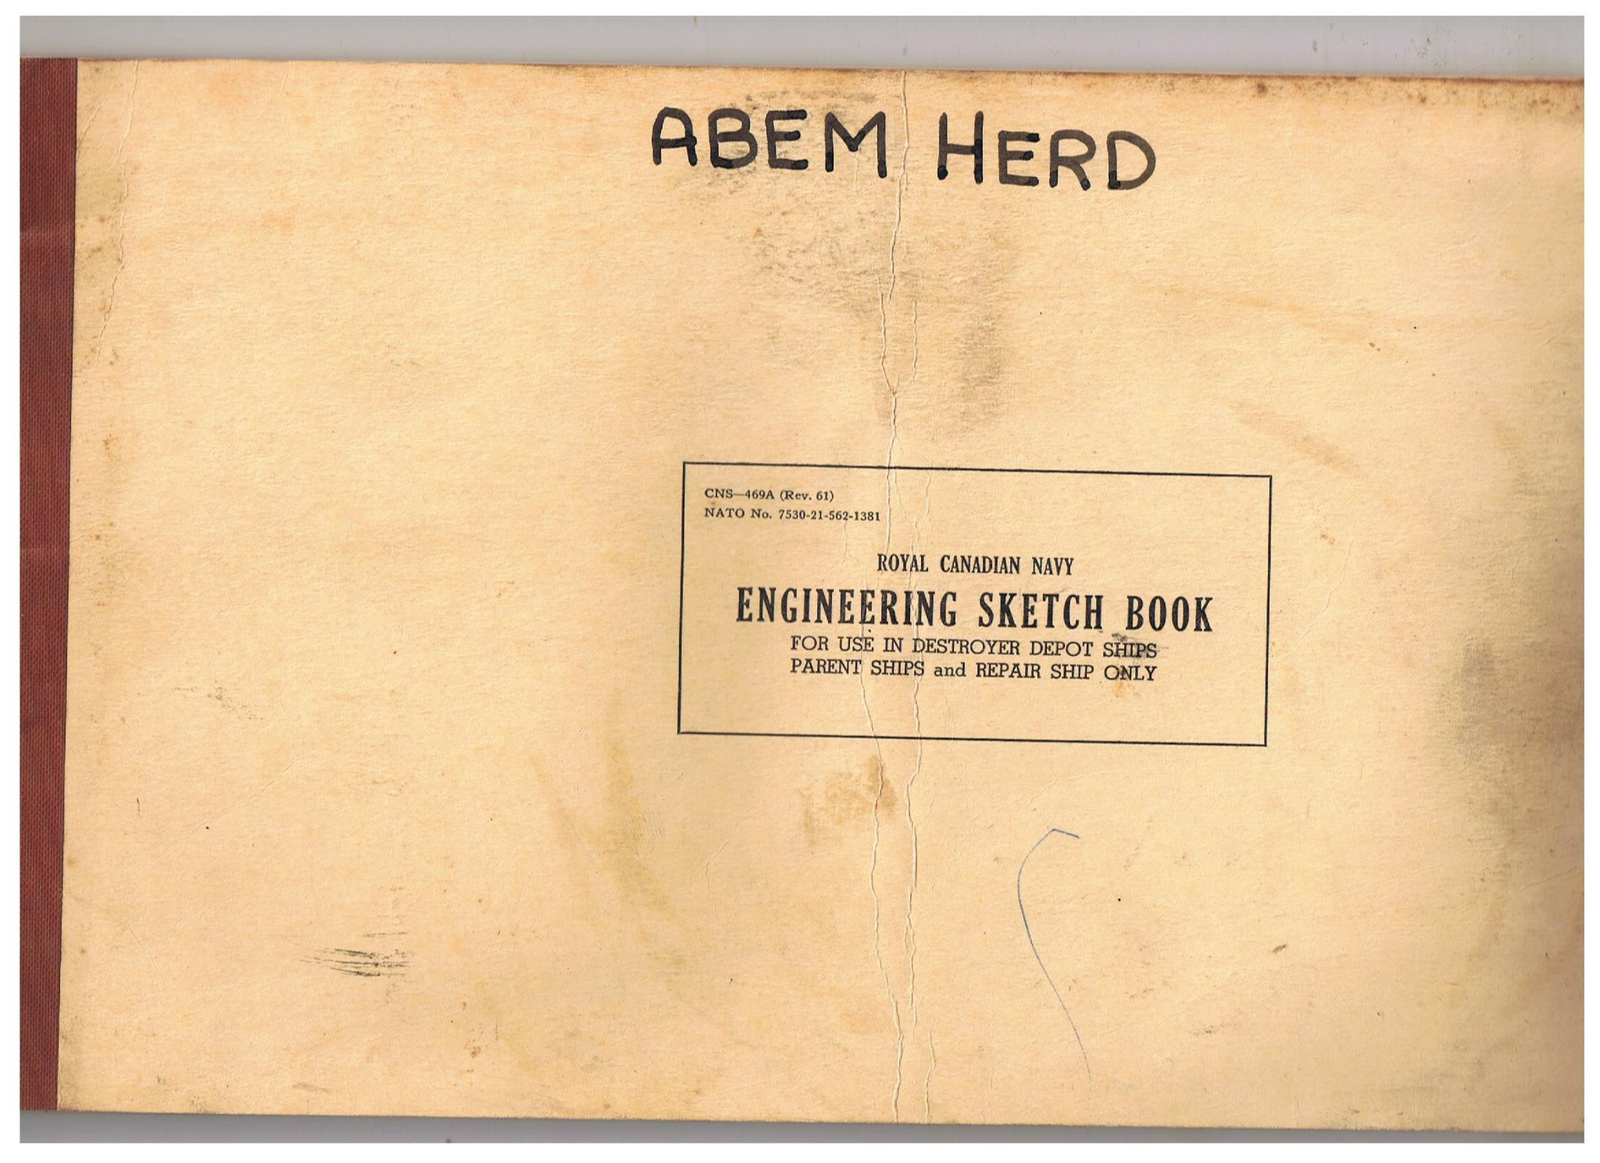 ABEM HERD
CNS—469A (Rev. 61)
NATO No. 7530-21-562-1381
ROYAL CANADIAN NAVY
ENGINEERING SKETCH BOOK
FOR USE IN DESTROYER DEPOT SHIPS
PARENT SHIPS and REPAIR SHIP ONLY